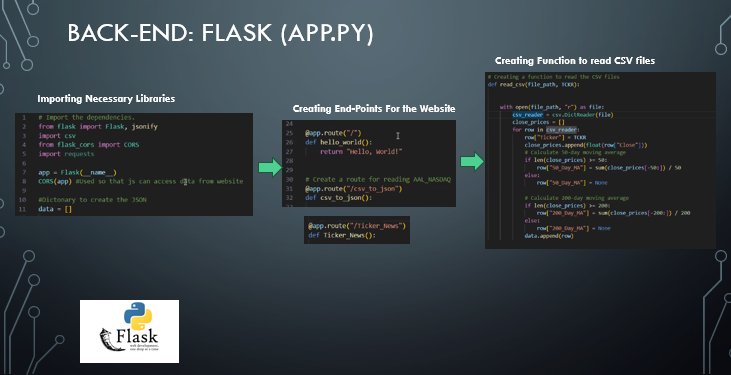 BACK-END: FLASK (APP.PY)
Importing Necessary Libraries
1 # Import the dependencies.
2 from flask import Flask, jsonify
3 import csv
4 from flask_cors import CORS
5 import requests
6
7 app = Flask(__name__)
8 CORS(app) #Used so that js can access data from website
9
10 #Dictonary to create the JSON
11 data = []
Creating End-Points For the Website
24
25 @app.route("/")
26 def hello_world():
27 return "Hello, World!"
28
29
30 # Create a route for reading AAL_NASDAQ
31 @app.route("/csv_to_json")
32 def csv_to_json():
@app.route("/Ticker_News")
def Ticker_News():
Creating Function to read CSV files
# Creating a function to read the CSV files
def read_csv(file_path, TCKR):
with open(file_path, "r") as file:
csv_reader = csv.DictReader(file)
close_prices = []
for row in csv_reader:
row["Ticker"] = TCKR
close_prices.append(float(row["Close"]))
# Calculate 50-day moving average
if len(close_prices) >= 50:
row["50_Day_MA"] = sum(close_prices[-50:]) / 50
else:
row["50_Day_MA"] = None
# Calculate 200-day moving average
if len(close_prices) >= 200:
row["200_Day_MA"] = sum(close_prices[-200:]) / 200
else:
row["200_Day_MA"] = None
data.append(row)
Flask
web development,
one drop at a time